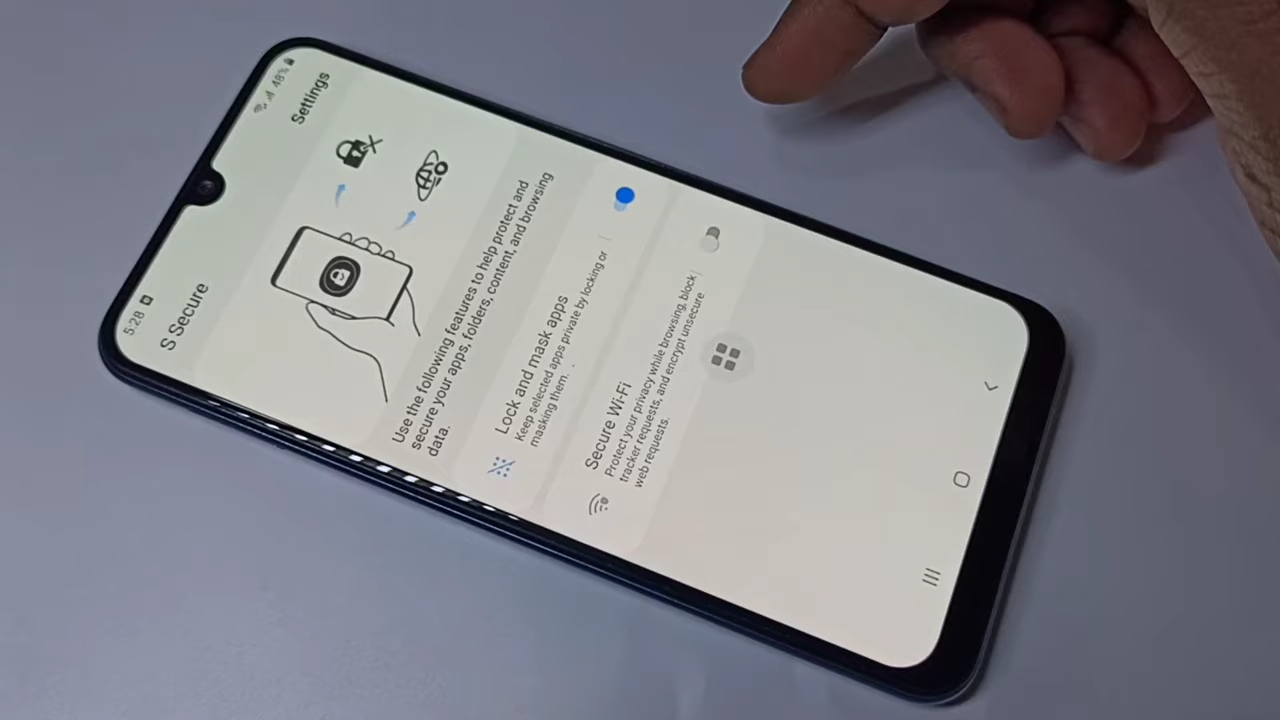 5:28
48%
S Secure
Settings
Use the following features to help protect and
secure your apps, folders, content, and browsing
data.
Lock and mask apps
Keep selected apps private by locking or
masking them.
Secure Wi-Fi
Protect your privacy while browsing, block
tracker requests, and encrypt unsecure
web requests.